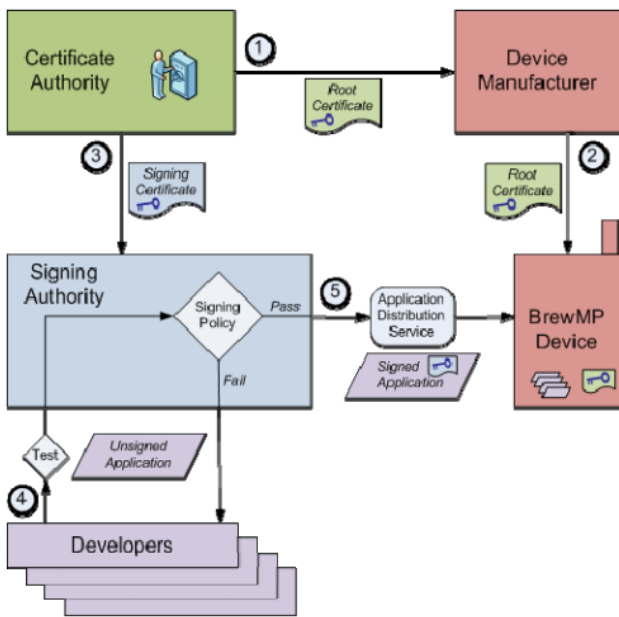 Certificate
Authority
1
Root
Certificate
Device
Manufacturer
3
Signing
Certificate
2
Root
Certificate
Signing
Authority
Signing
Policy
Pass
Fail
5
Application
Distribution
Service
Signed
Application
BrewMP
Device
Test
Unsigned
Application
4
Developers